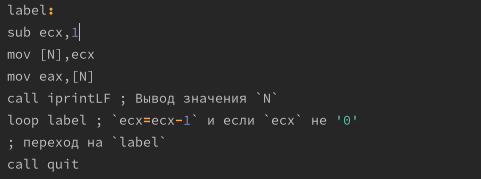 label:
sub ecx,1
mov [N],ecx
mov eax,[N]
call iprintLF ; Вывод значения `N`
loop label ; `ecx=ecx-1` и если `ecx` не '0'
; переход на `label`
call quit